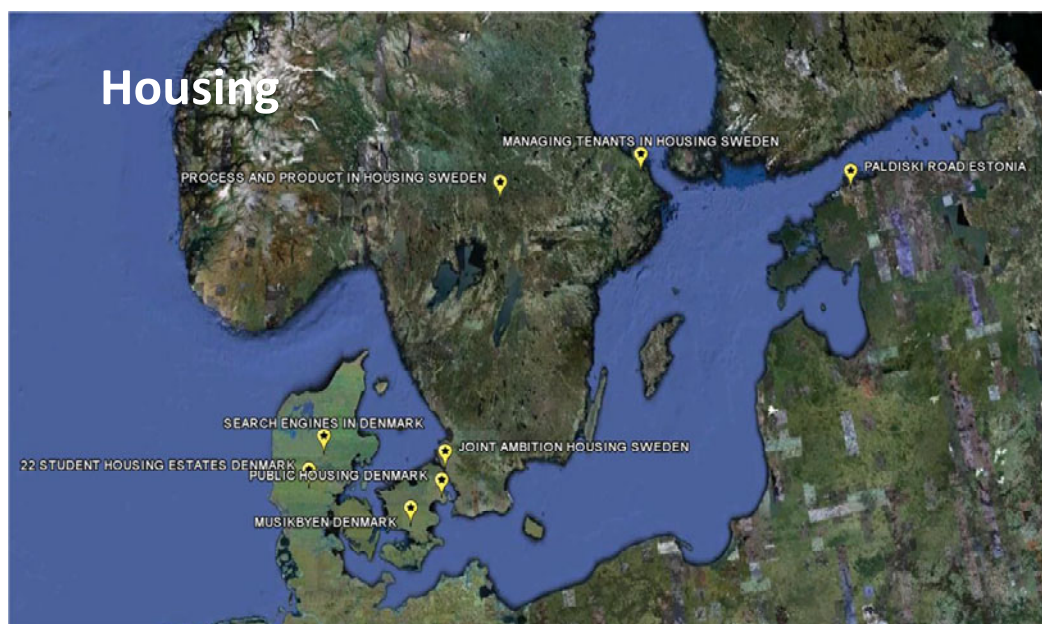 Housing
MANAGING TENANTS IN HOUSING SWEDEN
PALDISKI ROAD ESTONIA
PROCESS AND PRODUCT IN HOUSING SWEDEN
SEARCH ENGINES IN DENMARK
JOINT AMBITION HOUSING SWEDEN
22 STUDENT HOUSING ESTATES DENMARK
PUBLIC HOUSING DENMARK
MUSIKBYEN DENMARK